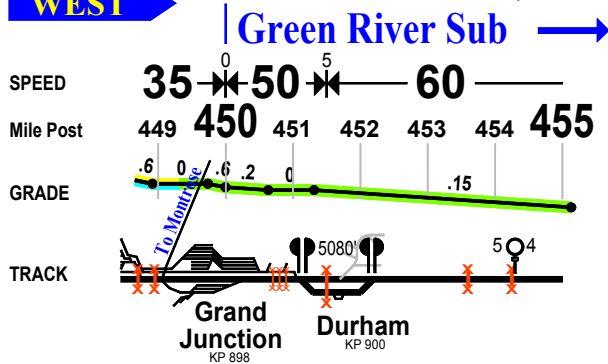 WEST
Green River Sub
0 5
SPEED 35 50 60
Mile Post 449 450 451 452 453 454 455
.6 0 .6 .2 0
GRADE .15
To Montrose
TRACK 5080' 5 4
X X X X X X X X X
X X X X X X X X X
Grand Durham
Junction KP 900
KP 898